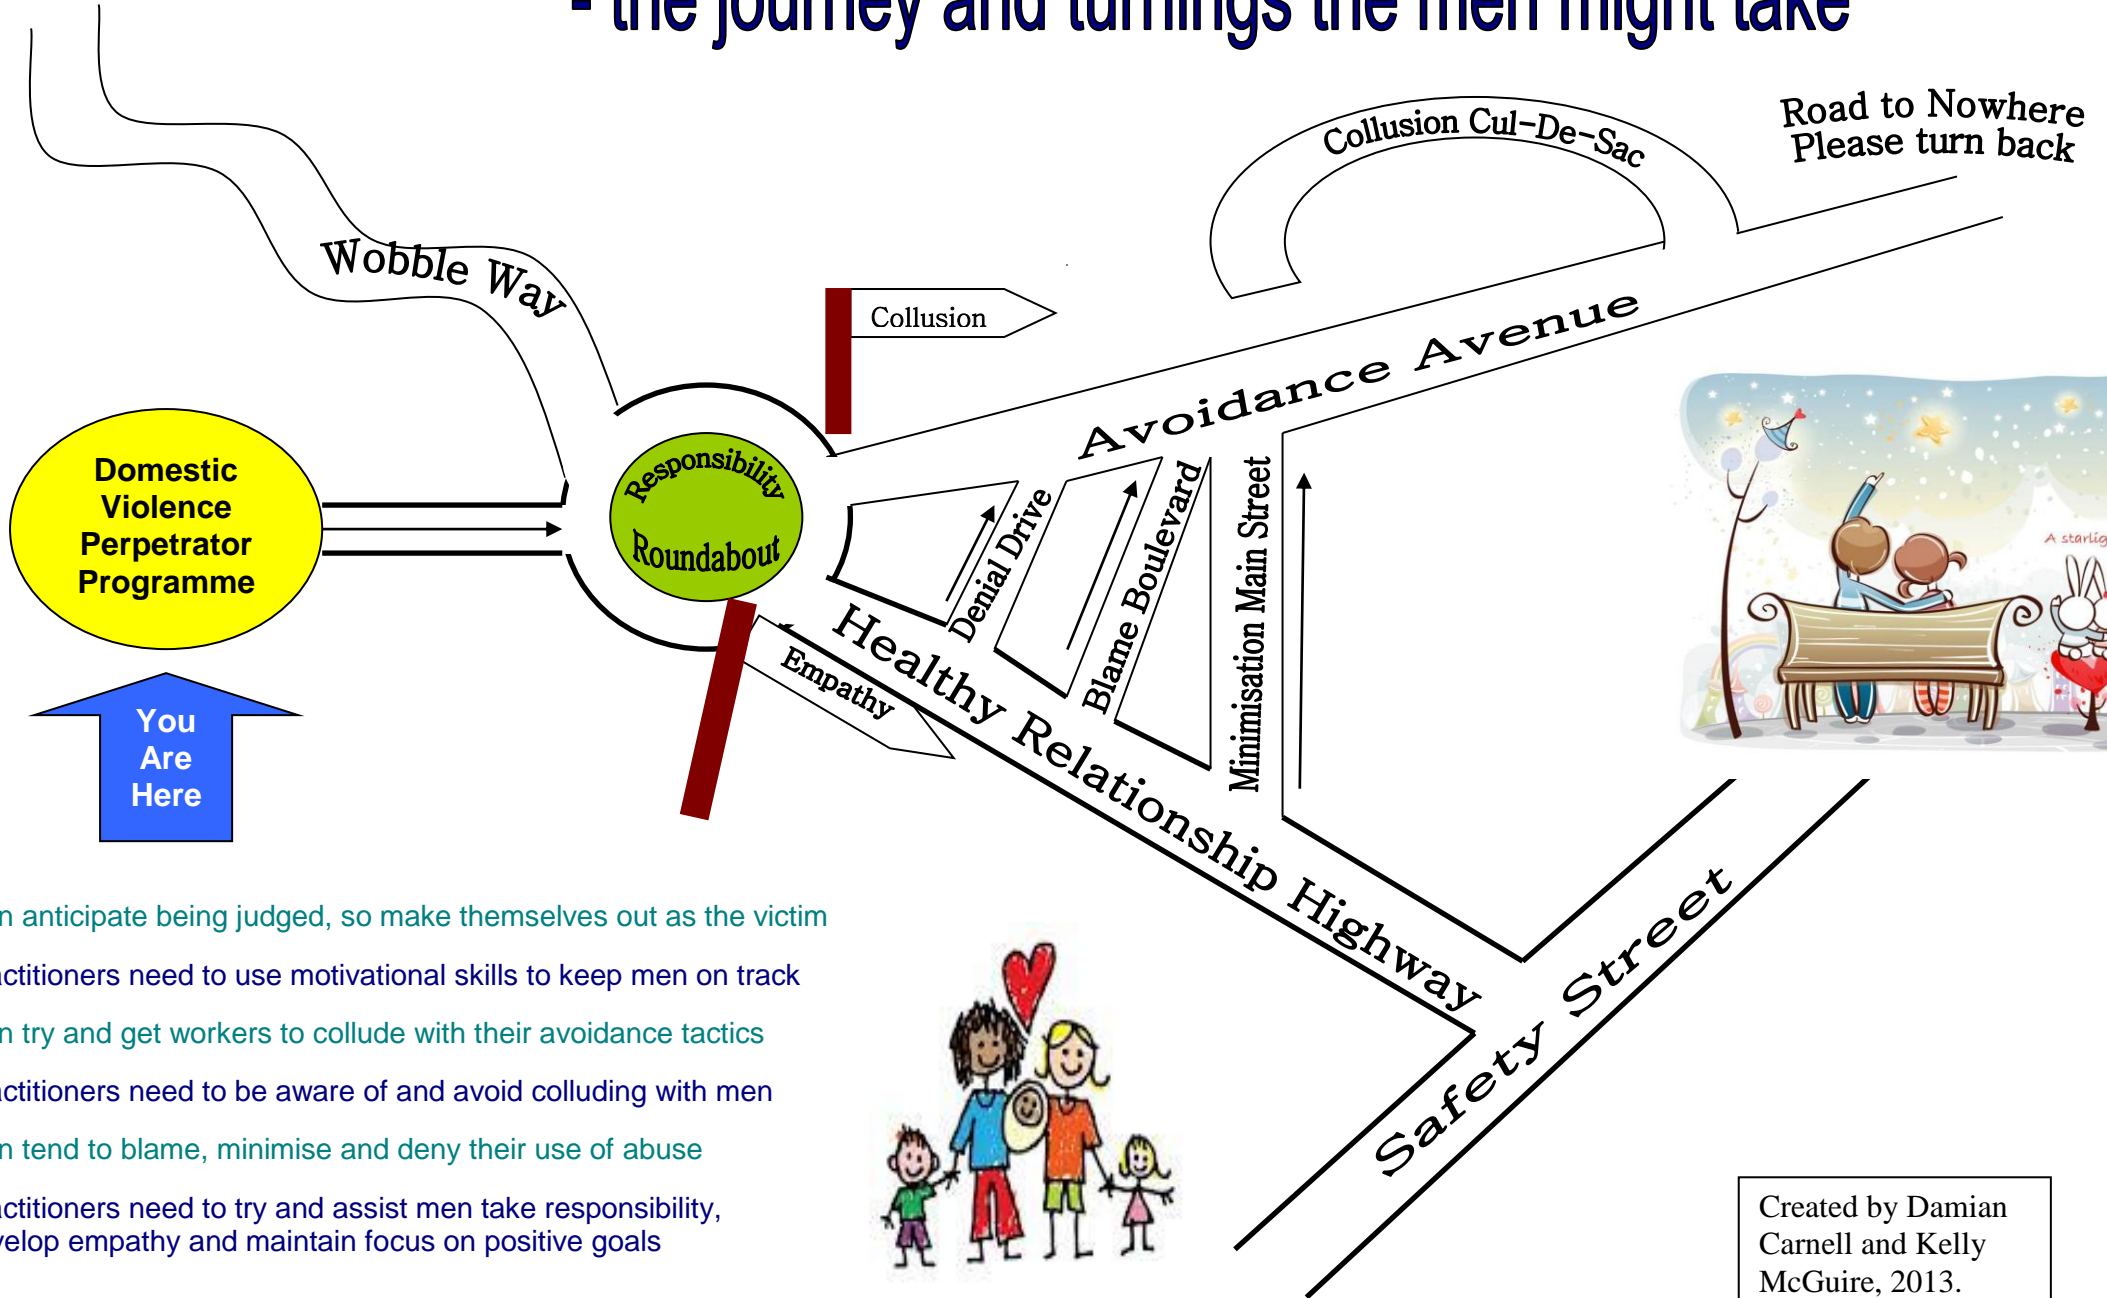 - the journey and turnings the men might take
Road to Nowhere
Please turn back
Collusion Cul-De-Sac
Wobble Way
Collusion
Avoidance Avenue
Domestic
Violence
Perpetrator
Programme
Responsibility
Roundabout
Denial Drive
Blame Boulevard
Minimisation Main Street
Empathy
Healthy Relationship Highway
A starlig
You
Are
Here
Safety Street
n anticipate being judged, so make themselves out as the victim
actitioners need to use motivational skills to keep men on track
n try and get workers to collude with their avoidance tactics
actitioners need to be aware of and avoid colluding with men
n tend to blame, minimise and deny their use of abuse
actitioners need to try and assist men take responsibility,
velop empathy and maintain focus on positive goals
Created by Damian
Carnell and Kelly
McGuire, 2013.